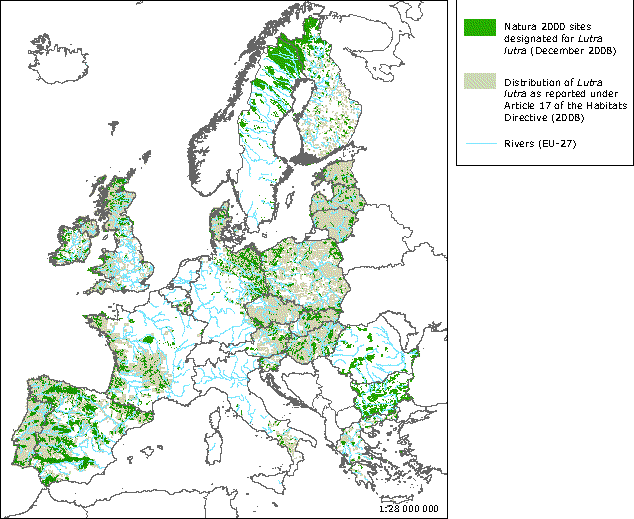 Natura 2000 sites
designated for Lutra
lutra (December 2008)
Distribution of Lutra
lutra as reported under
Article 17 of the Habitats
Directive (2008)
Rivers (EU-27)
1:28 000 000